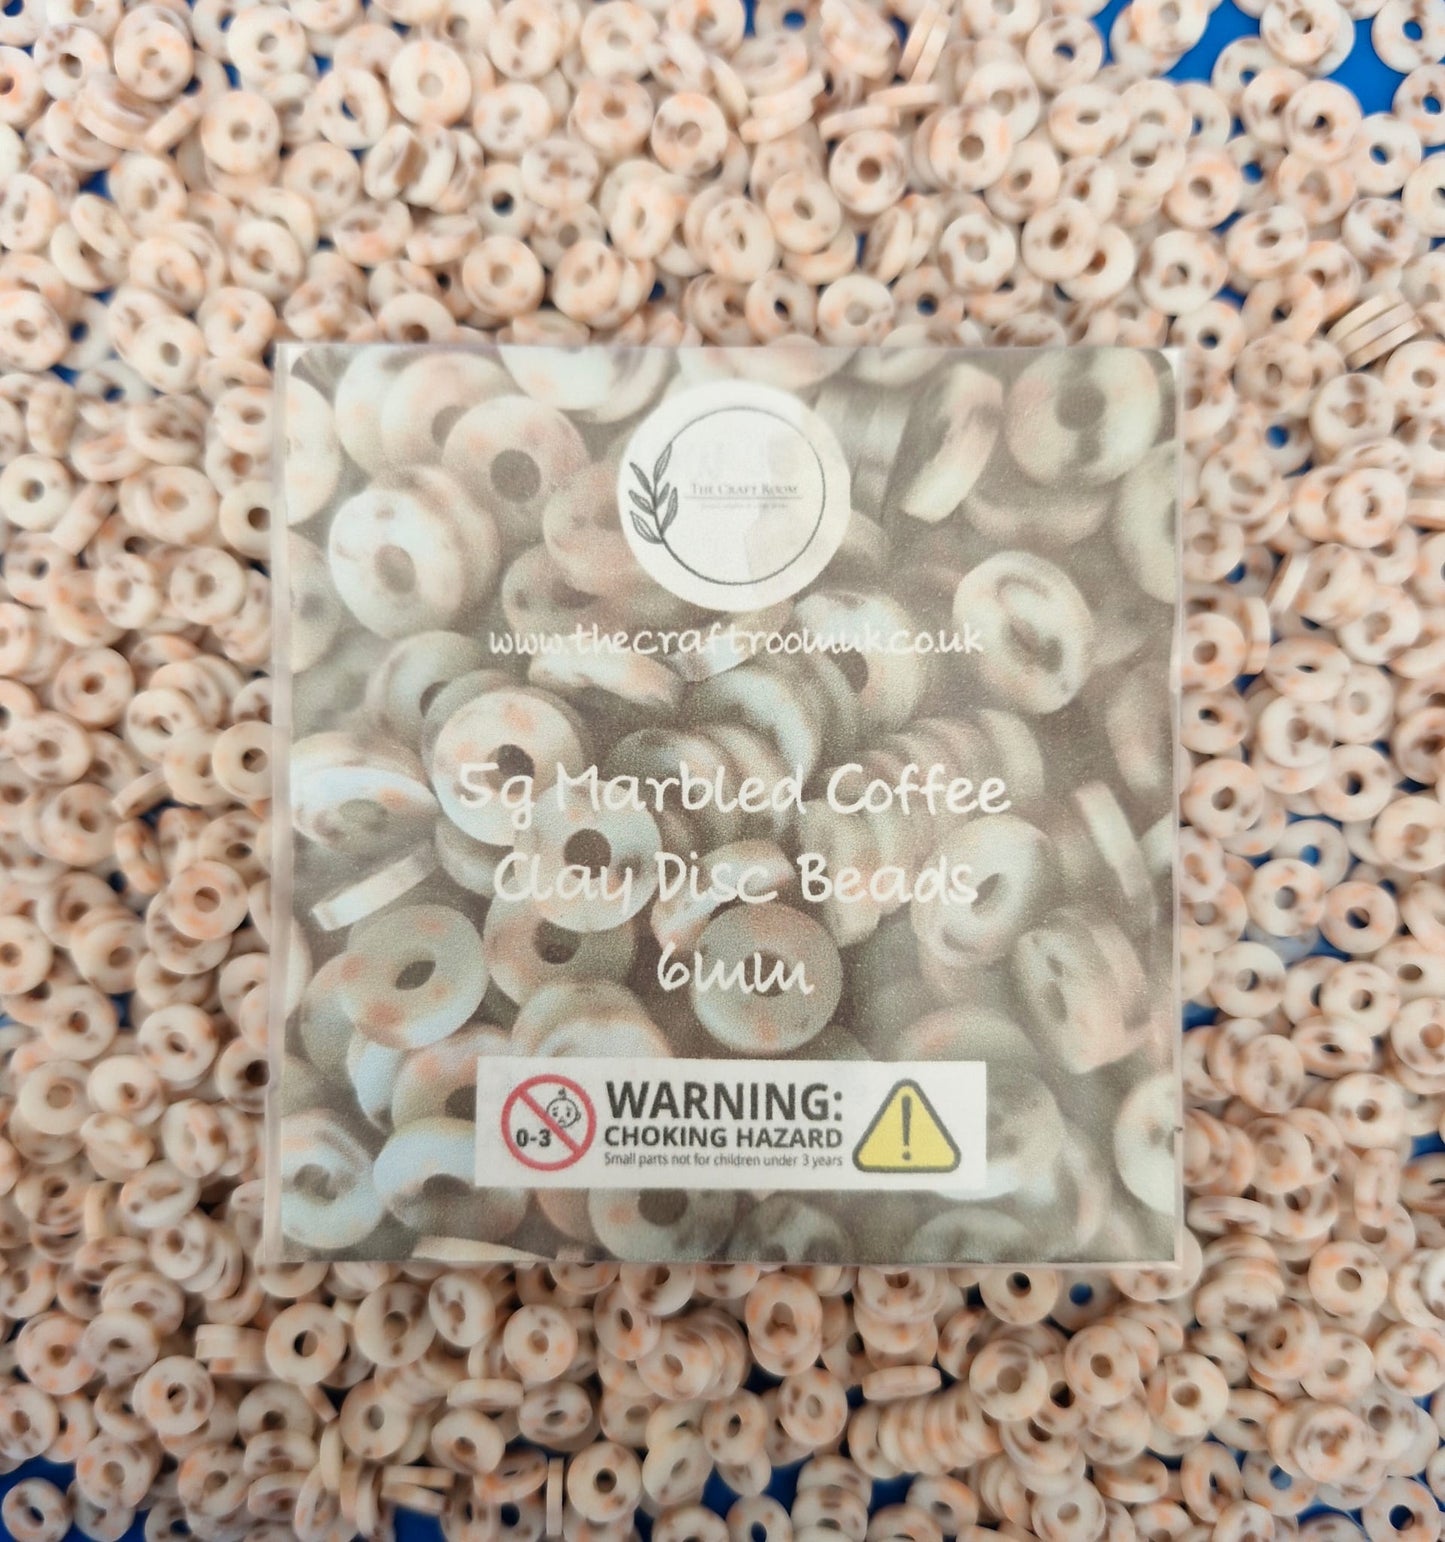 THE CRAFT ROOM
www.thecraftroomuk.co.uk
5g Marbled Coffee
Clay Disc Beads
6mm
0-3
WARNING:
CHOKING HAZARD
Small parts not for children under 3 years